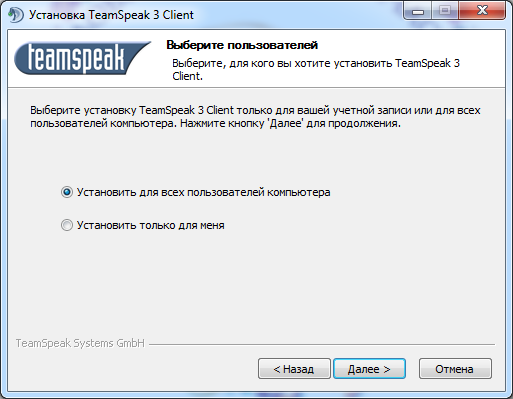 Установка TeamSpeak 3 Client
teamspeak
Выберите пользователей
Выберите, для кого вы хотите установить TeamSpeak 3
Client.
Выберите установку TeamSpeak 3 Client только для вашей учетной записи или для всех
пользователей компьютера. Нажмите кнопку 'Далее' для продолжения.
Установить для всех пользователей компьютера
Установить только для меня
TeamSpeak Systems GmbH
< Назад
Далее >
Отмена